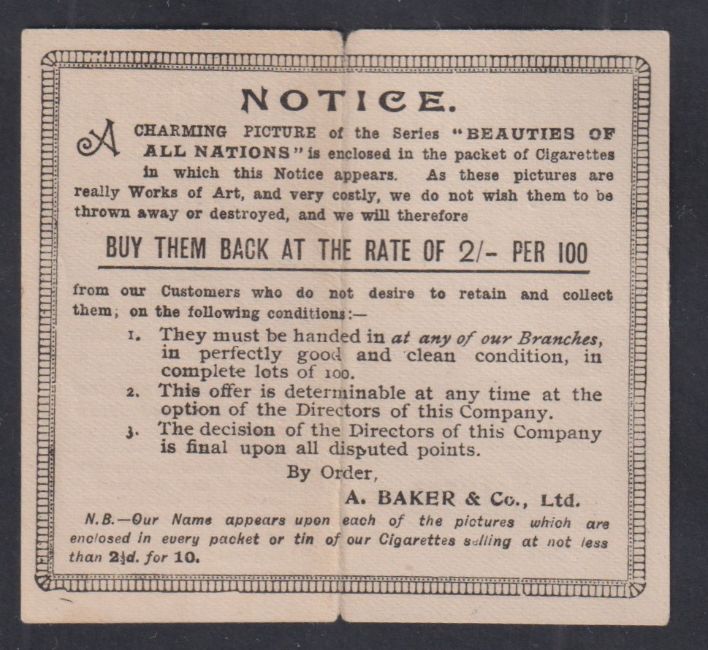 NOTICE.
A CHARMING PICTURE of the Series "BEAUTIES OF
ALL NATIONS" is enclosed in the packet of Cigarettes
in which this Notice appears. As these pictures are
really Works of Art, and very costly, we do not wish them to be
thrown away or destroyed, and we will therefore
BUY THEM BACK AT THE RATE OF 2/- PER 100
from our Customers who do not desire to retain and collect
them, on the following conditions:—
1. They must be handed in at any of our Branches,
in perfectly good and clean condition, in
complete lots of 100.
2. This offer is determinable at any time at the
option of the Directors of this Company.
3. The decision of the Directors of this Company
is final upon all disputed points.
By Order,
A. BAKER & Co., Ltd.
N.B.—Our Name appears upon each of the pictures which are
enclosed in every packet or tin of our Cigarettes selling at not less
than 2½d. for 10.